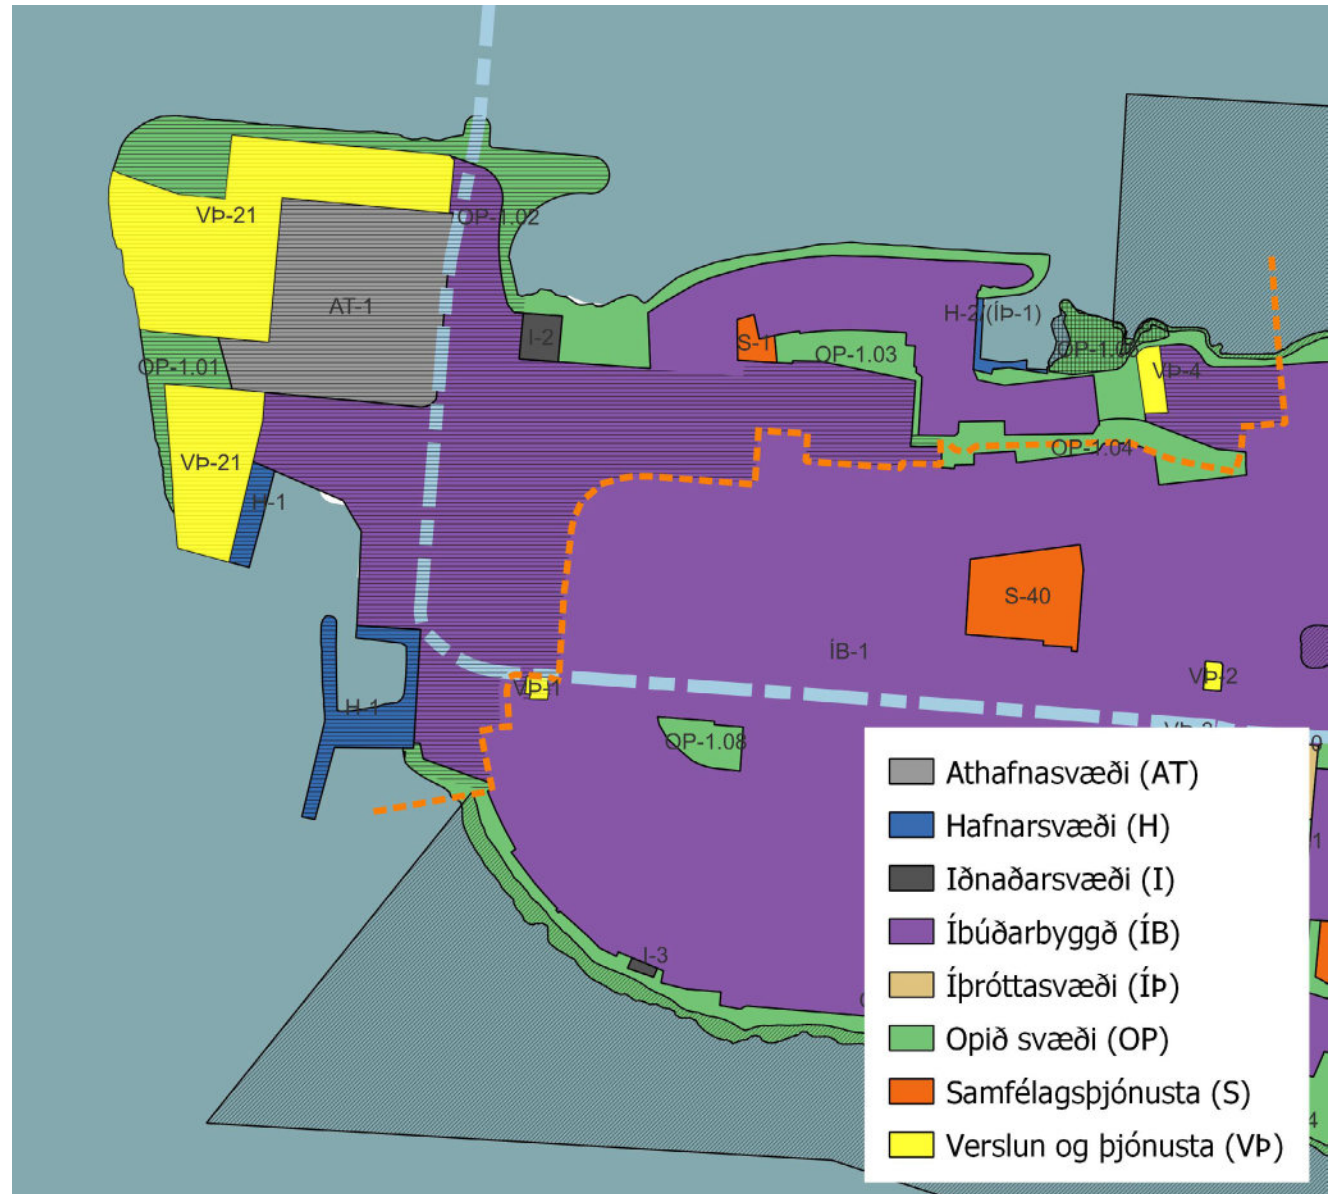 VÞ-21
OP-1.02
AT-1
H-2/(ÍÞ-1)
I-2
S-1
OP-1.03
OP-1.01
VÞ-4
OP-1.04
VÞ-21
H-1
S-40
ÍB-1
VÞ-1
VÞ-2
H-1
OP-1.08
I-3
Athafnasvæði (AT)
Hafnarsvæði (H)
Iðnaðarsvæði (I)
Íbúðarbyggð (ÍB)
Íþróttasvæði (ÍÞ)
Opið svæði (OP)
Samfélagsþjónusta (S)
Verslun og þjónusta (VÞ)